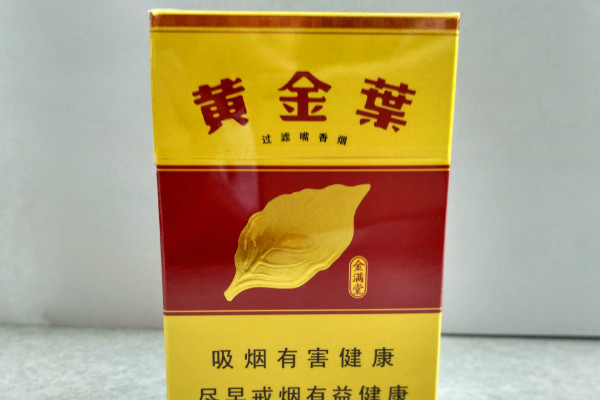 黄金葉
过滤嘴香烟
金满堂
吸烟有害健康
尽早戒烟有益健康